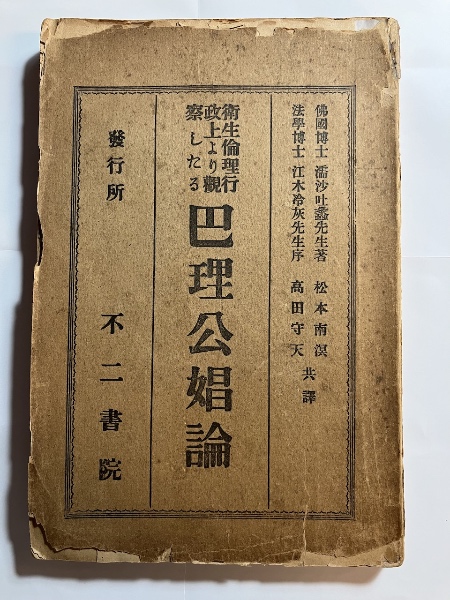 佛國博士 濡沙吐蠡先生著
法學博士 江木冷灰先生序
松本南溟
高田守天
共譯
衛生倫理行
政上より觀
察したる
巴理公娼論
發行所 不二書院